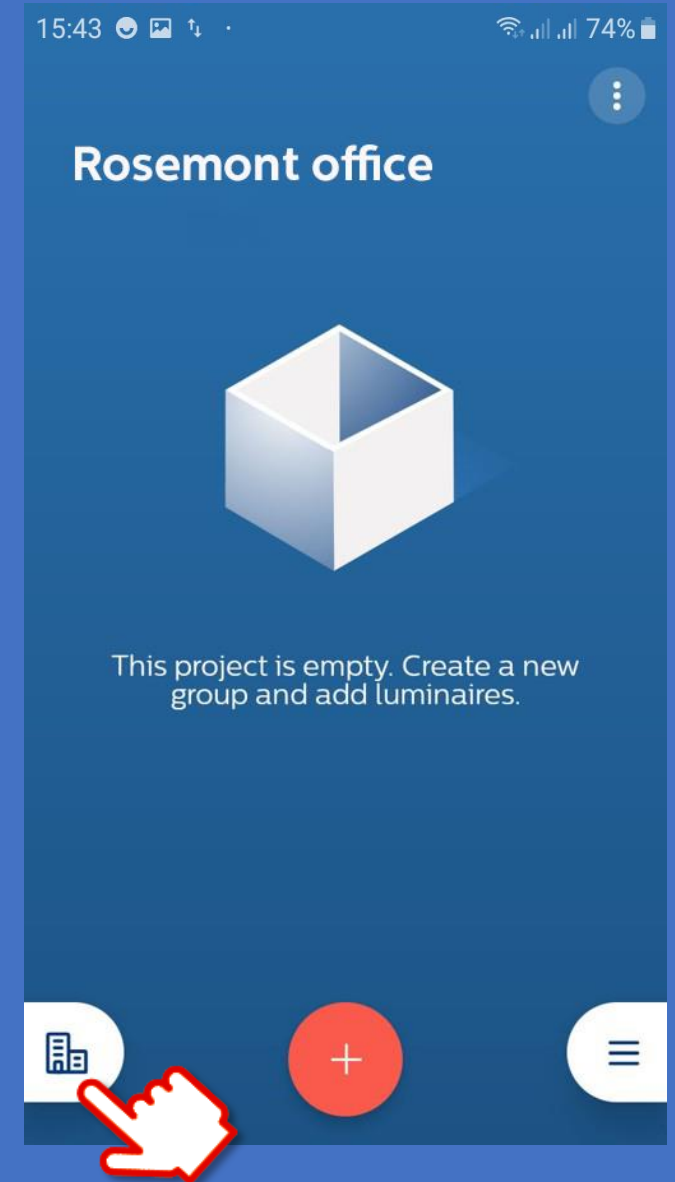 15:43 74%
Rosemont office
This project is empty. Create a new
group and add luminaires.